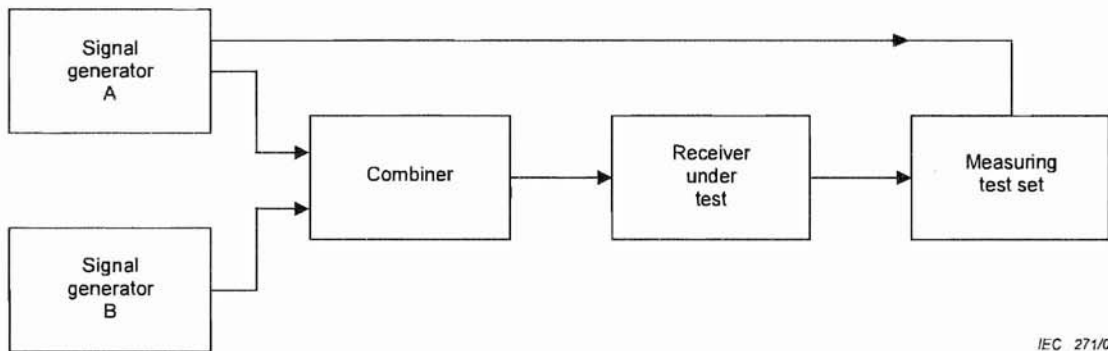 Signal
generator
A
Combiner
Receiver
under
test
Measuring
test set
Signal
generator
B
IEC 271/0